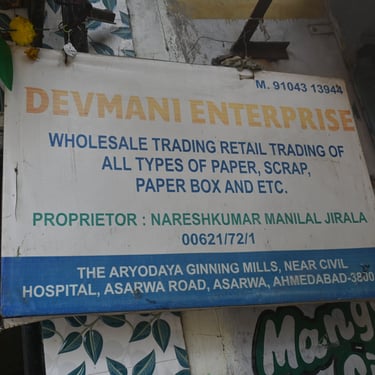 M. 91043 13944
DEVMANI ENTERPRISE
WHOLESALE TRADING RETAIL TRADING OF
ALL TYPES OF PAPER, SCRAP,
PAPER BOX AND ETC.
PROPRIETOR : NARESHKUMAR MANILAL JIRALA
00621/72/1
THE ARYODAYA GINNING MILLS, NEAR CIVIL
HOSPITAL, ASARWA ROAD, ASARWA, AHMEDABAD-3800